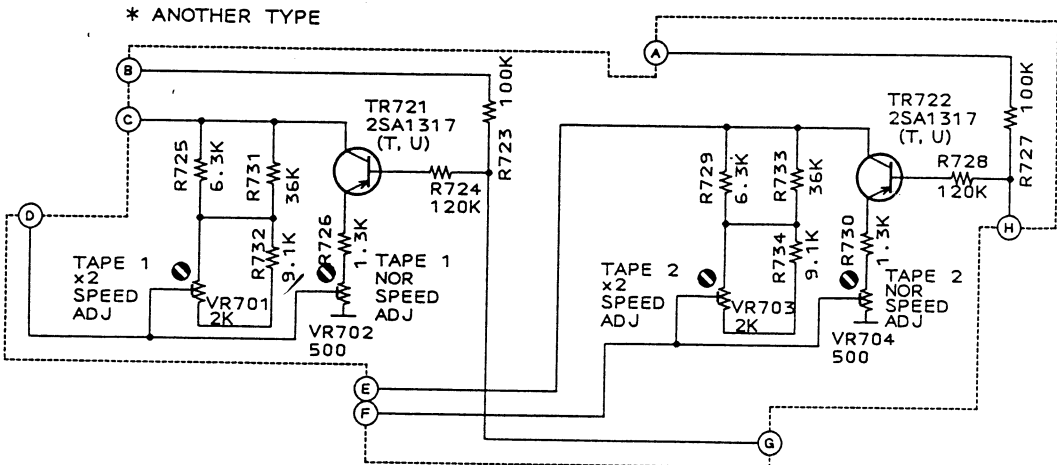 * ANOTHER TYPE
A
B
C
D
E
F
G
H
TR721
2SA1317
(T, U)
R725
6.3K
R731
36K
R732
9.1K
R726
1.3K
R724
120K
R723
100K
TAPE 1
x2
SPEED
ADJ
VR701
2K
TAPE 1
NOR
SPEED
ADJ
VR702
500
TR722
2SA1317
(T, U)
R729
6.3K
R733
36K
R734
9.1K
R730
1.3K
R728
120K
R727
100K
TAPE 2
x2
SPEED
ADJ
VR703
2K
TAPE 2
NOR
SPEED
ADJ
VR704
500